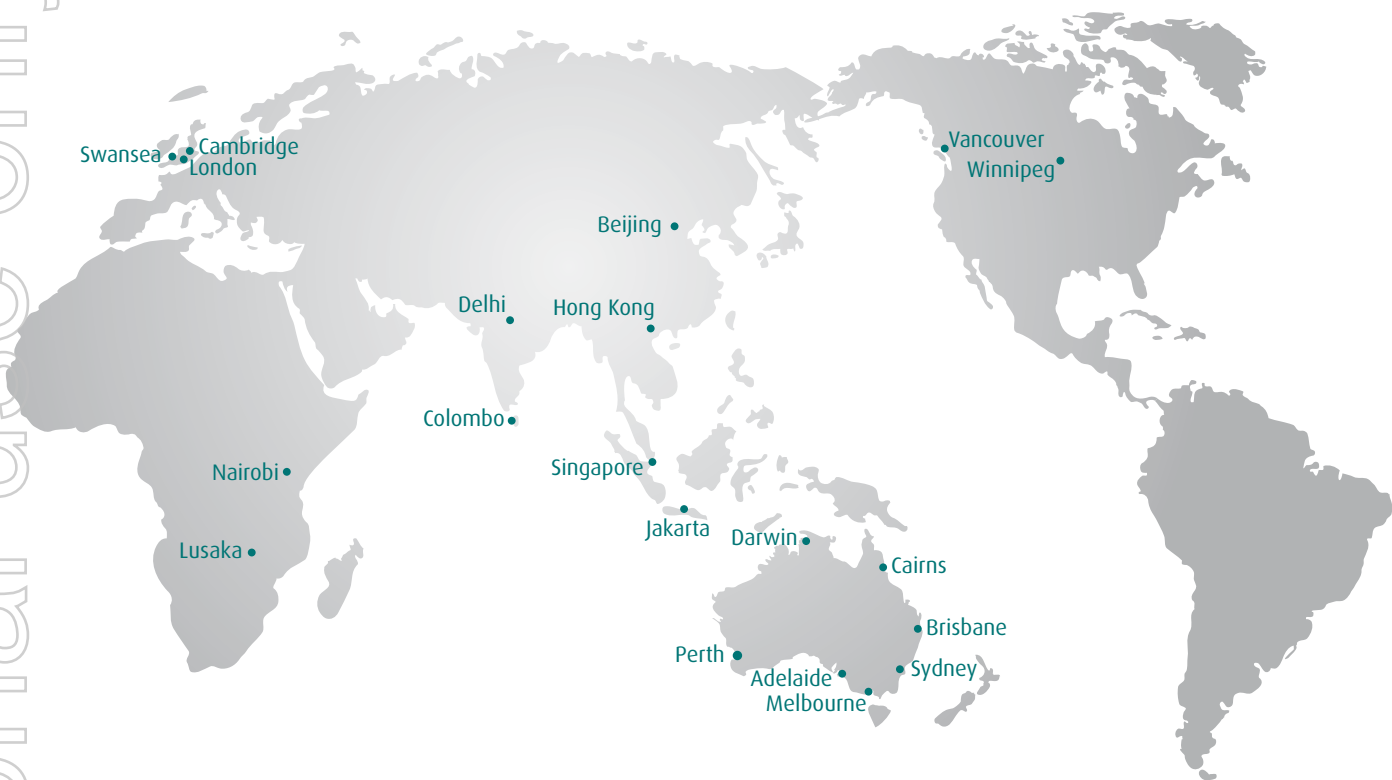 Cambridge
Swansea
London
Vancouver
Winnipeg
Beijing
Delhi
Hong Kong
Colombo
Singapore
Nairobi
Jakarta
Darwin
Lusaka
Cairns
Brisbane
Perth
Sydney
Adelaide
Melbourne